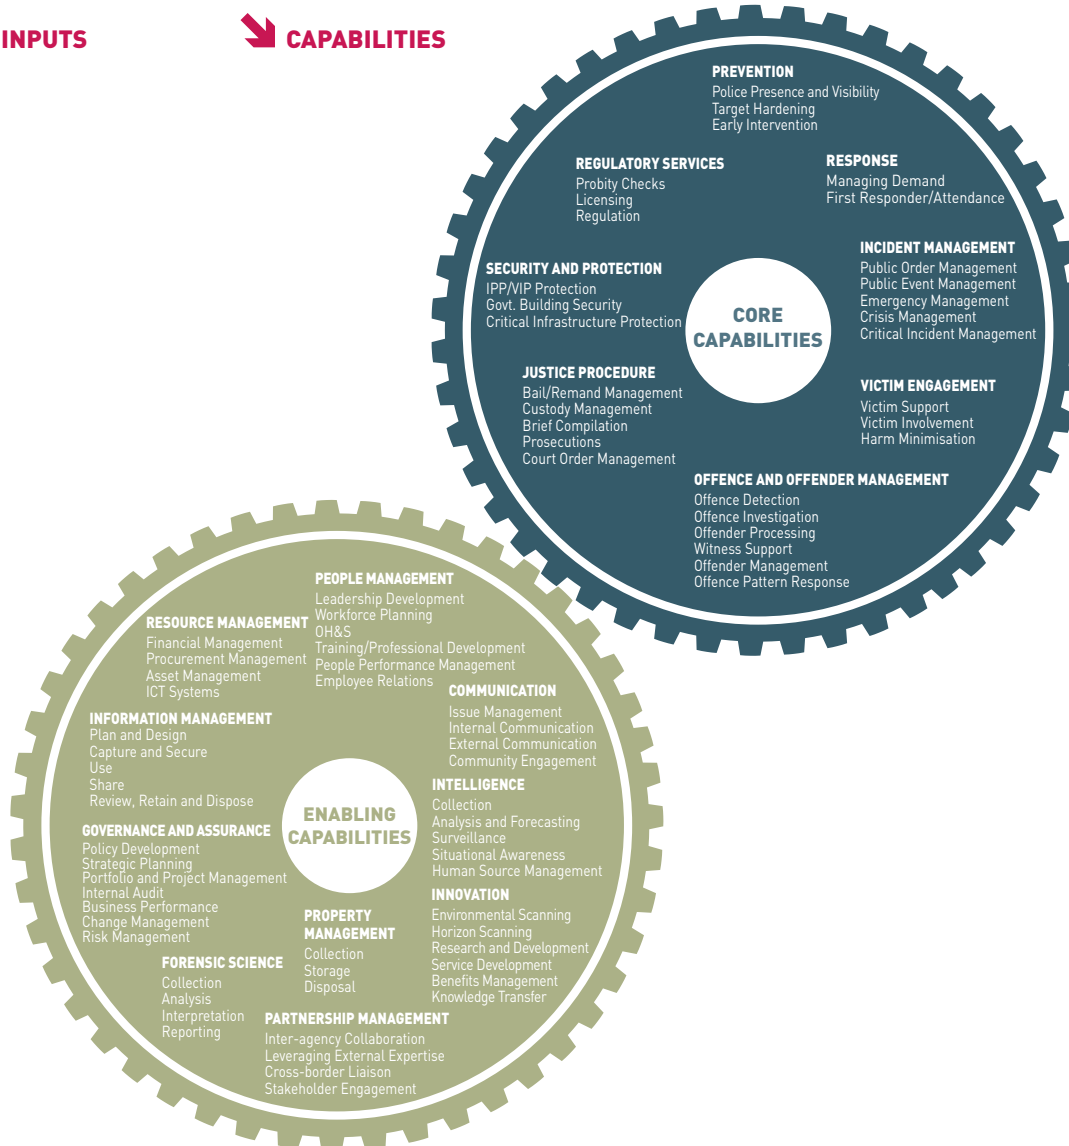 INPUTS
CAPABILITIES
PREVENTION
Police Presence and Visibility
Target Hardening
Early Intervention
REGULATORY SERVICES
Probity Checks
Licensing
Regulation
RESPONSE
Managing Demand
First Responder/Attendance
SECURITY AND PROTECTION
IPP/VIP Protection
Govt. Building Security
Critical Infrastructure Protection
CORE
CAPABILITIES
INCIDENT MANAGEMENT
Public Order Management
Public Event Management
Emergency Management
Crisis Management
Critical Incident Management
JUSTICE PROCEDURE
Bail/Remand Management
Custody Management
Brief Compilation
Prosecutions
Court Order Management
VICTIM ENGAGEMENT
Victim Support
Victim Involvement
Harm Minimisation
OFFENCE AND OFFENDER MANAGEMENT
Offence Detection
Offence Investigation
Offender Processing
Witness Support
Offender Management
Offence Pattern Response
PEOPLE MANAGEMENT
Leadership Development
Workforce Planning
OH&S
Training/Professional Development
People Performance Management
Employee Relations
RESOURCE MANAGEMENT
Financial Management
Procurement Management
Asset Management
ICT Systems
COMMUNICATION
Issue Management
Internal Communication
External Communication
Community Engagement
INFORMATION MANAGEMENT
Plan and Design
Capture and Secure
Use
Share
Review, Retain and Dispose
ENABLING
CAPABILITIES
INTELLIGENCE
Collection
Analysis and Forecasting
Surveillance
Situational Awareness
Human Source Management
GOVERNANCE AND ASSURANCE
Policy Development
Strategic Planning
Portfolio and Project Management
Internal Audit
Business Performance
Change Management
Risk Management
INNOVATION
Environmental Scanning
Horizon Scanning
Research and Development
Service Development
Benefits Management
Knowledge Transfer
PROPERTY
MANAGEMENT
Collection
Storage
Disposal
FORENSIC SCIENCE
Collection
Analysis
Interpretation
Reporting
PARTNERSHIP MANAGEMENT
Inter-agency Collaboration
Leveraging External Expertise
Cross-border Liaison
Stakeholder Engagement